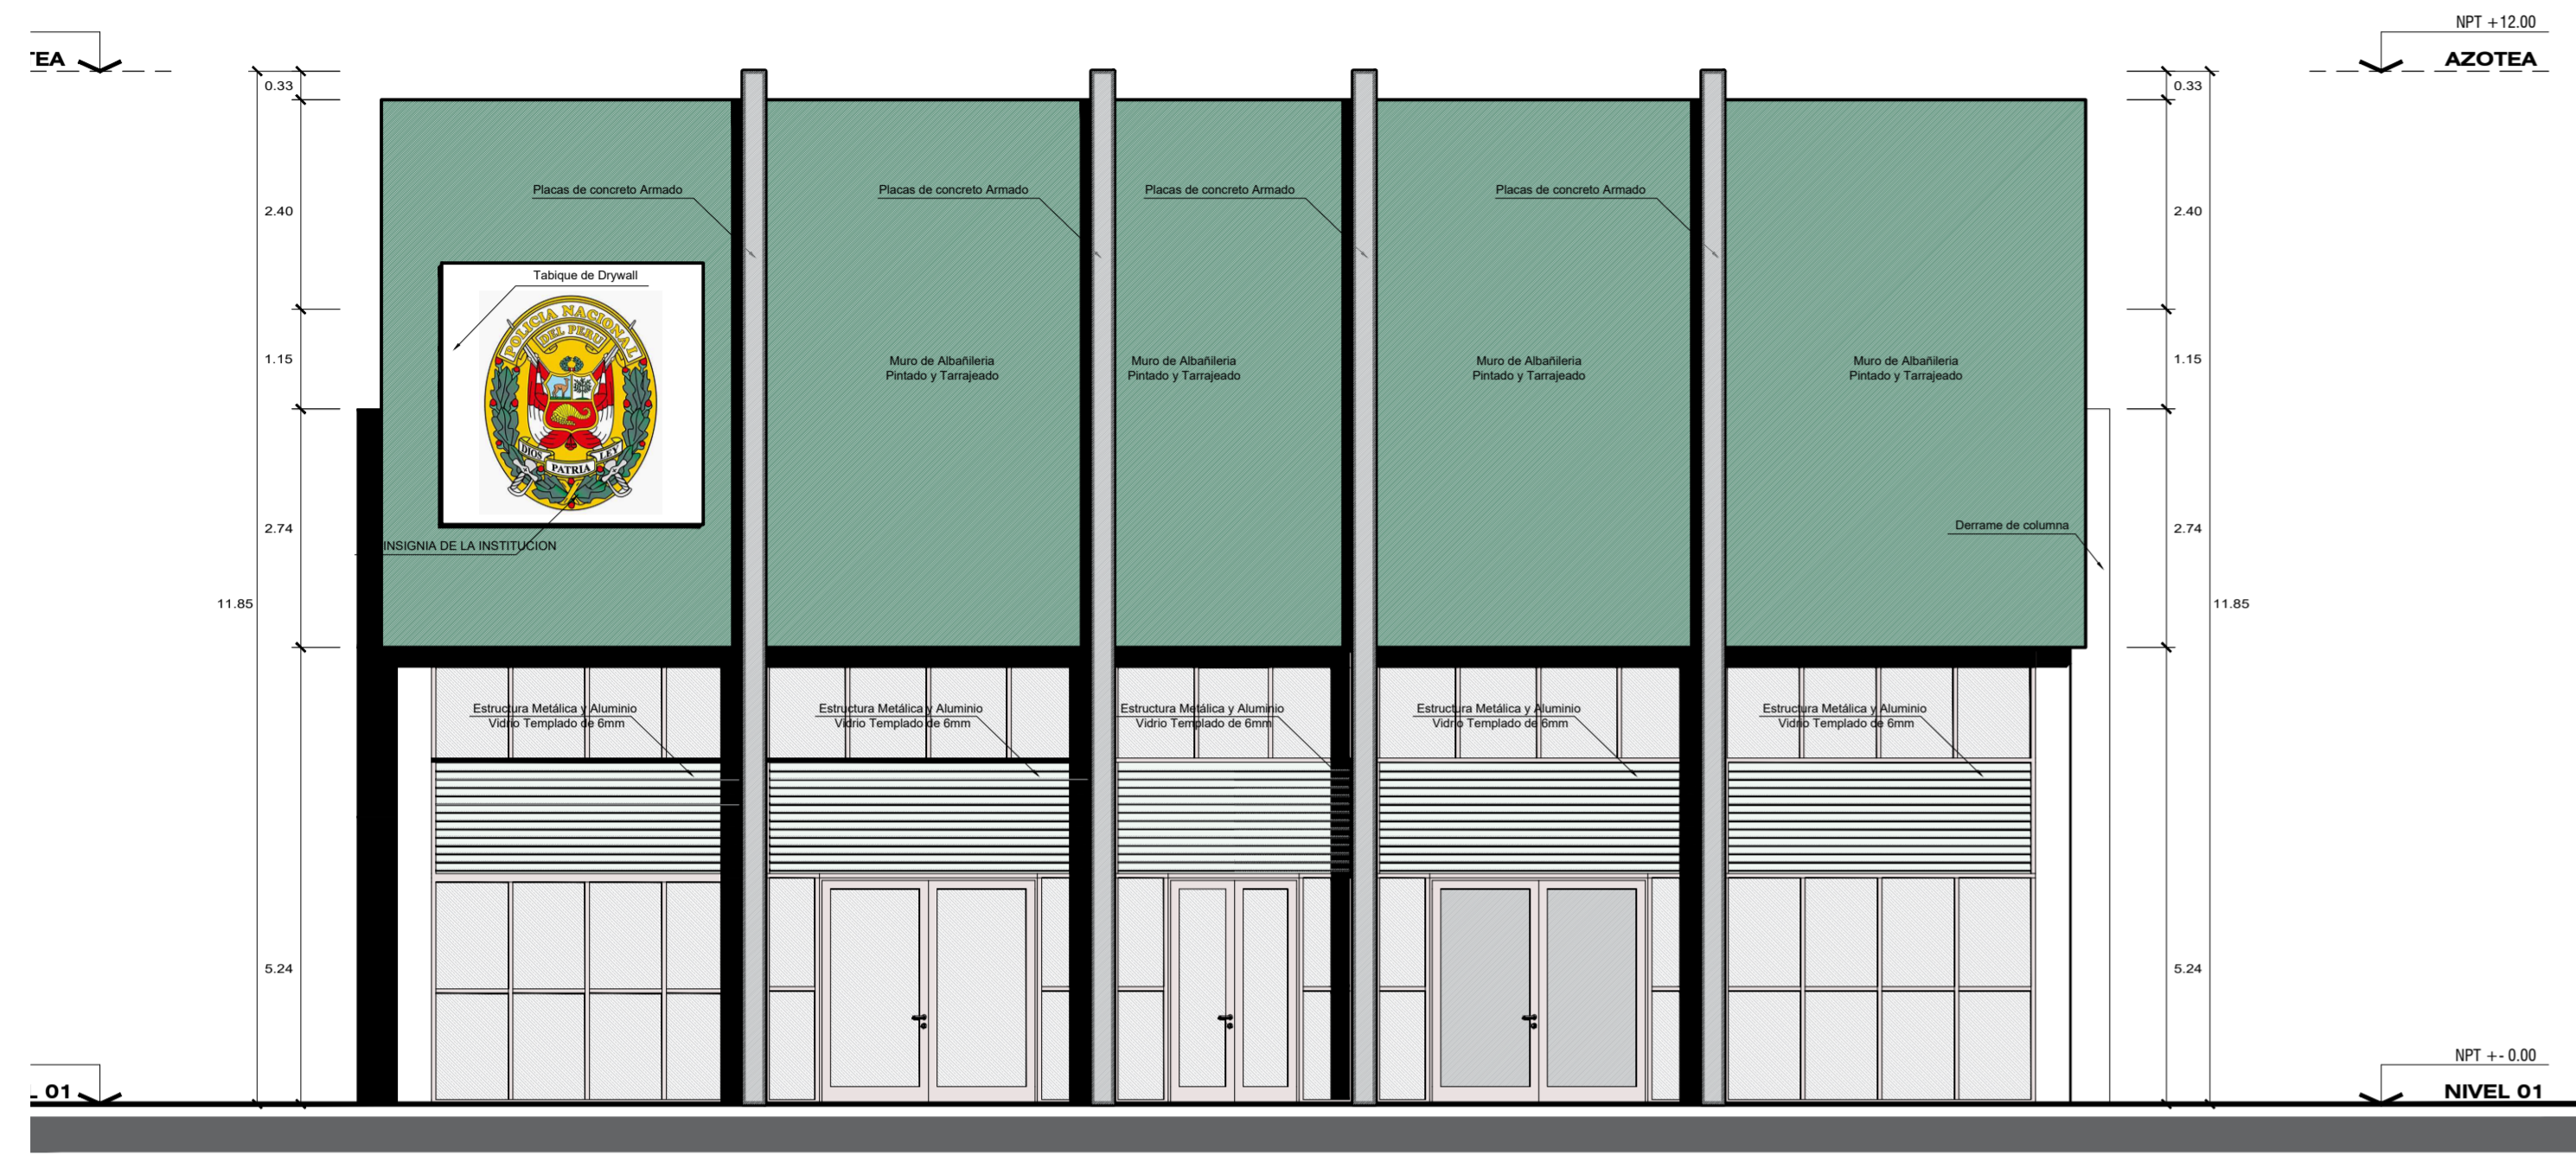 NPT +12.00
TEA
AZOTEA
0.33
0.33
Placas de concreto Armado
Placas de concreto Armado
Placas de concreto Armado
Placas de concreto Armado
2.40
2.40
Tabique de Drywall
POLICIA NACIONAL
DEL PERU
1.15
Muro de Albañileria
Pintado y Tarrajeado
Muro de Albañileria
Pintado y Tarrajeado
Muro de Albañileria
Pintado y Tarrajeado
Muro de Albañileria
Pintado y Tarrajeado
1.15
DIOS
PATRIA
LEY
2.74
Derrame de columna
2.74
INSIGNIA DE LA INSTITUCION
11.85
11.85
Estructura Metálica y Aluminio
Vidrio Templado de 6mm
Estructura Metálica y Aluminio
Vidrio Templado de 6mm
Estructura Metálica y Aluminio
Vidrio Templado de 6mm
Estructura Metálica y Aluminio
Vidrio Templado de 6mm
Estructura Metálica y Aluminio
Vidrio Templado de 6mm
5.24
5.24
NPT +- 0.00
L 01
NIVEL 01